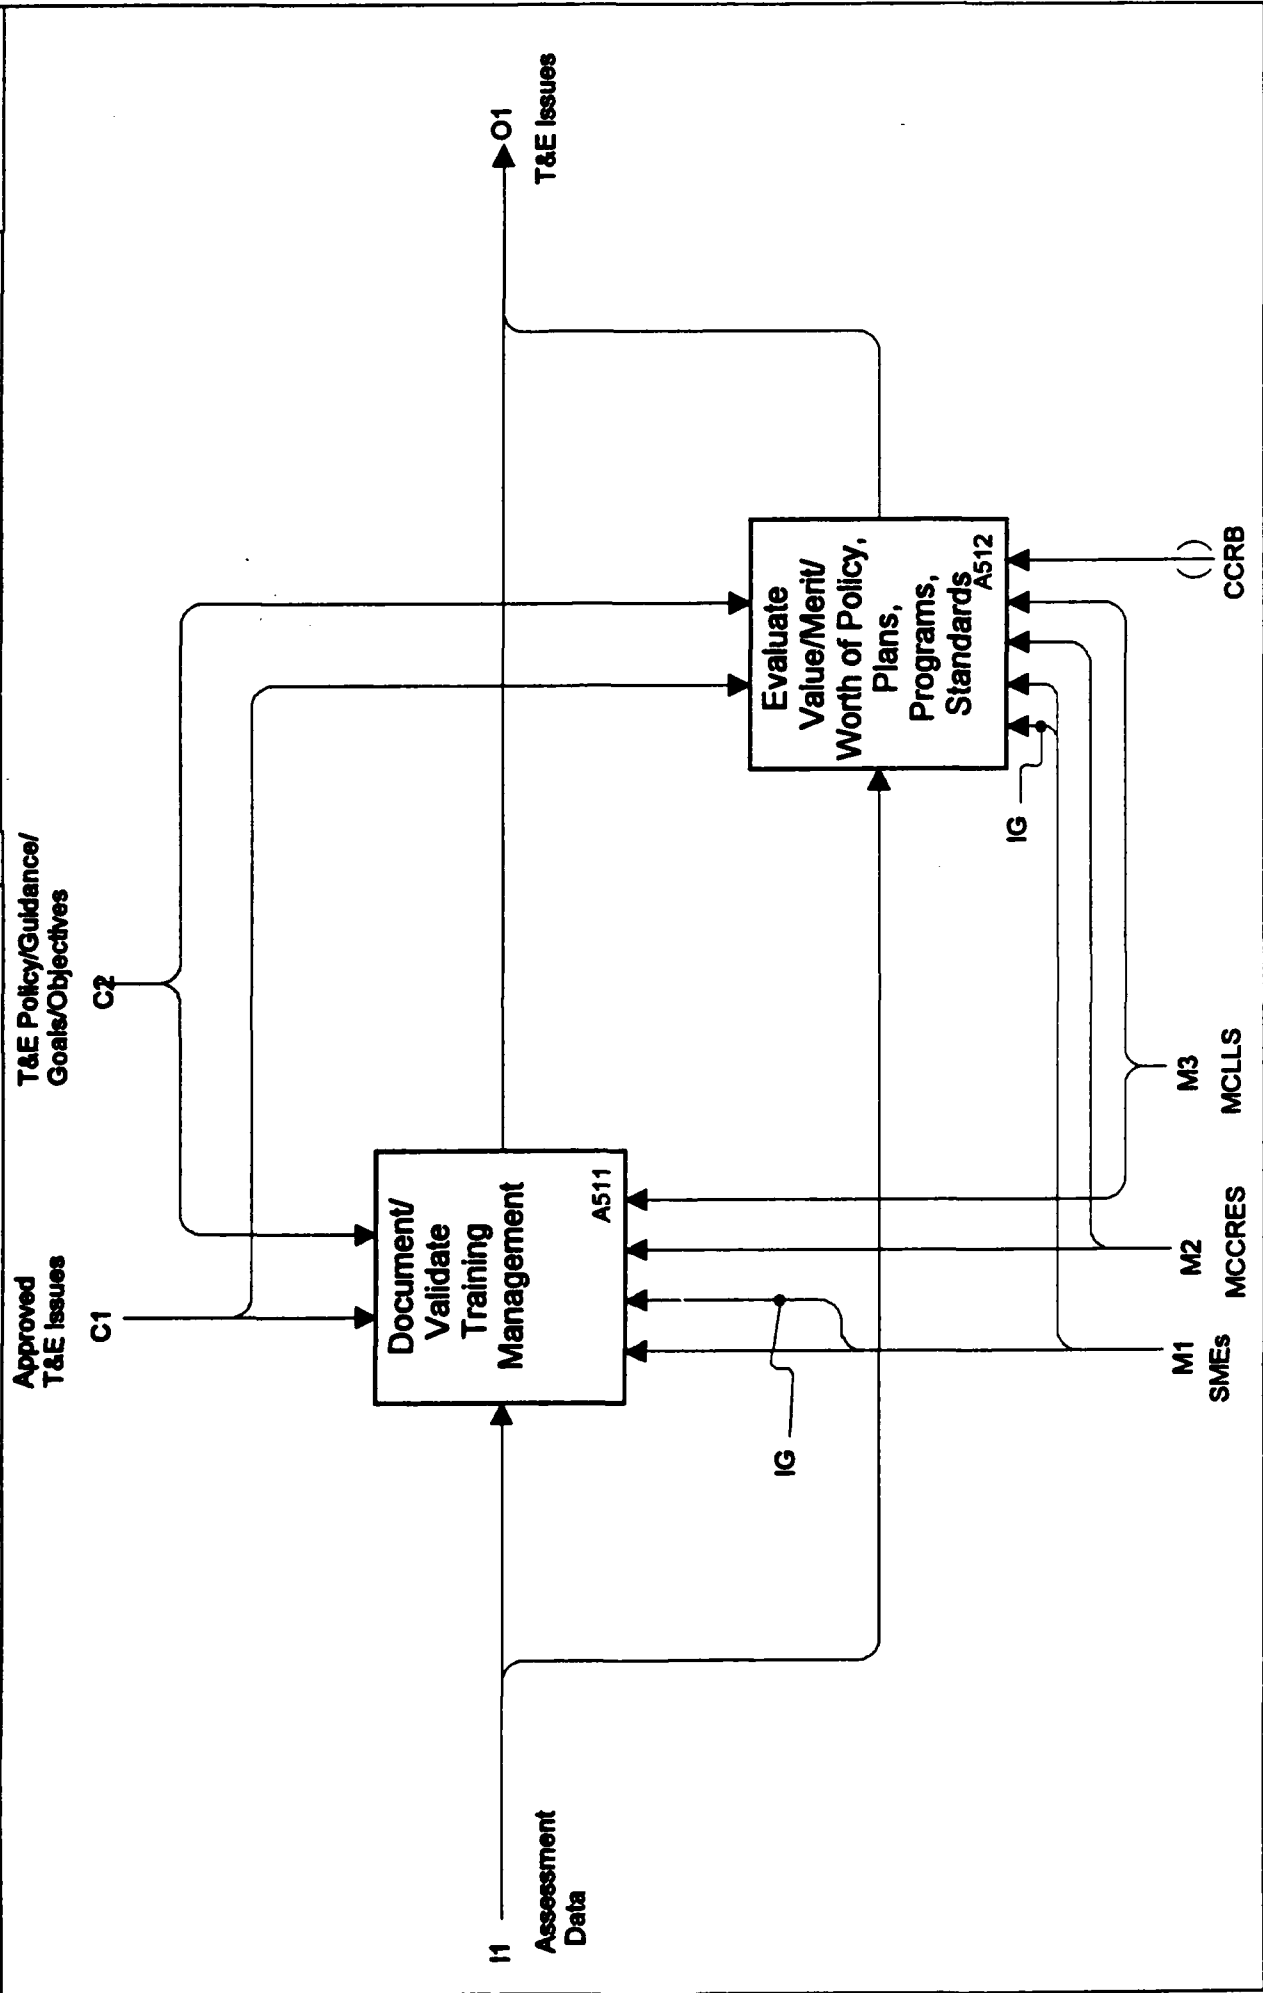 Approved
T&E Issues
T&E Policy/Guidance/
Goals/Objectives
C1
C2
Document/
Validate
Training
Management
A511
I1
Assessment
Data
O1
T&E Issues
Evaluate
Value/Merit/
Worth of Policy,
Plans,
Programs,
Standards
A512
IG
IG
M1
SMEs
M2
MCCRES
M3
MCLLS
CCRB